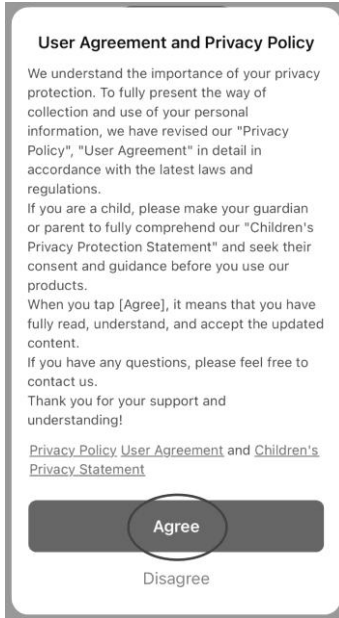 User Agreement and Privacy Policy
We understand the importance of your privacy
protection. To fully present the way of
collection and use of your personal
information, we have revised our "Privacy
Policy", "User Agreement" in detail in
accordance with the latest laws and
regulations.
If you are a child, please make your guardian
or parent to fully comprehend our "Children's
Privacy Protection Statement" and seek their
consent and guidance before you use our
products.
When you tap [Agree], it means that you have
fully read, understand, and accept the updated
content.
If you have any questions, please feel free to
contact us.
Thank you for your support and
understanding!
Privacy Policy User Agreement and Children's
Privacy Statement
Agree
Disagree